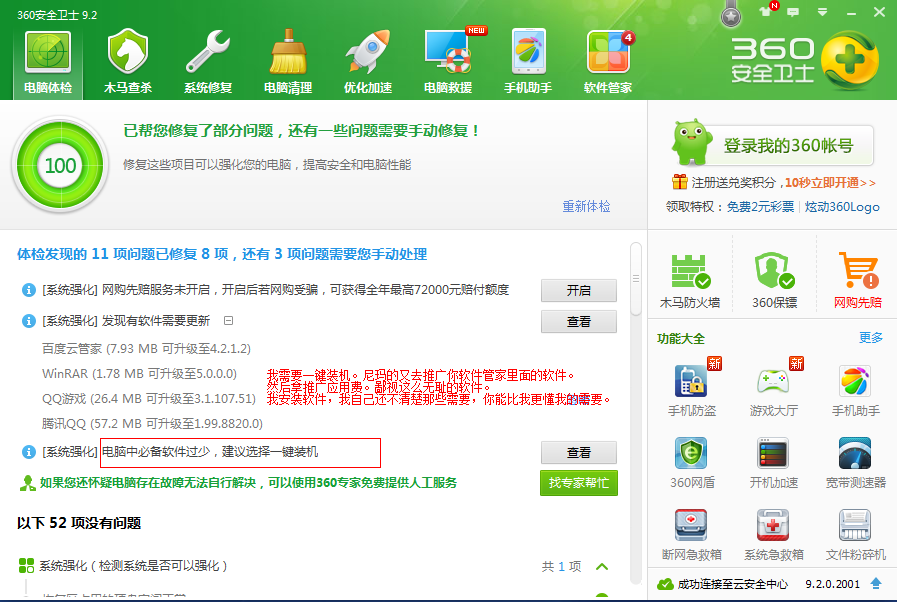 360安全卫士 9.2
N
电脑体检
木马查杀
系统修复
电脑清理
优化加速
NEW
电脑救援
手机助手
4
软件管家
360
安全卫士
100
已帮您修复了部分问题，还有一些问题需要手动修复！
修复这些项目可以强化您的电脑，提高安全和电脑性能
重新体检
登录我的360帐号
注册送兑奖积分，10秒立即开通>>
领取特权：免费2元彩票 | 炫动360Logo
体检发现的 11 项问题已修复 8 项，还有 3 项问题需要您手动处理
[系统强化] 网购先赔服务未开启，开启后若网购受骗，可获得全年最高72000元赔付额度
开启
[系统强化] 发现有软件需要更新
查看
百度云管家 (7.93 MB 可升级至4.2.1.2)
WinRAR (1.78 MB 可升级至5.0.0.0)
QQ游戏 (26.4 MB 可升级至3.1.107.51)
腾讯QQ (57.2 MB 可升级至1.99.8820.0)
我需要一键装机。尼玛的又去推广你软件管家里面的软件。
然后拿推广应用费。鄙视这么无耻的软件。
我安装软件，我自己还不清楚那些需要，你能比我更懂我的需要。
[系统强化] 电脑中必备软件过少，建议选择一键装机
查看
如果您还怀疑电脑存在故障无法自行解决，可以使用360专家免费提供人工服务
找专家帮忙
以下 52 项没有问题
系统强化（检测系统是否可以强化）
共 1 项
木马防火墙
360保镖
网购先赔
功能大全
更多
新
手机防盗
新
游戏大厅
手机助手
360网盾
开机加速
宽带测速器
断网急救箱
系统急救箱
文件粉碎机
成功连接至云安全中心
9.2.0.2001